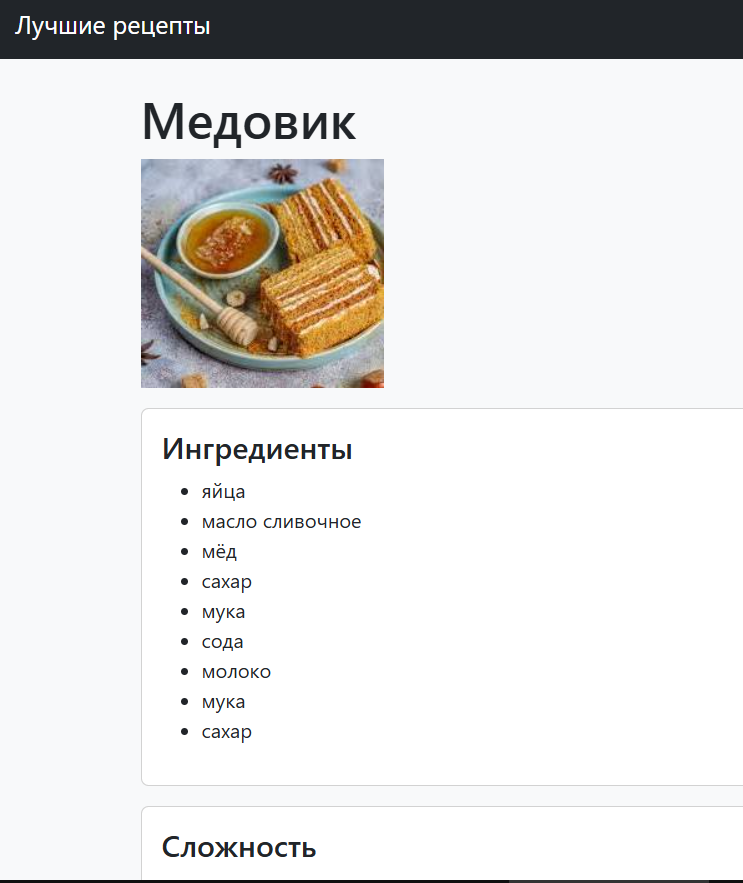 Лучшие рецепты
Медовик
Ингредиенты
яйца
масло сливочное
мёд
сахар
мука
сода
молоко
мука
сахар
Сложность